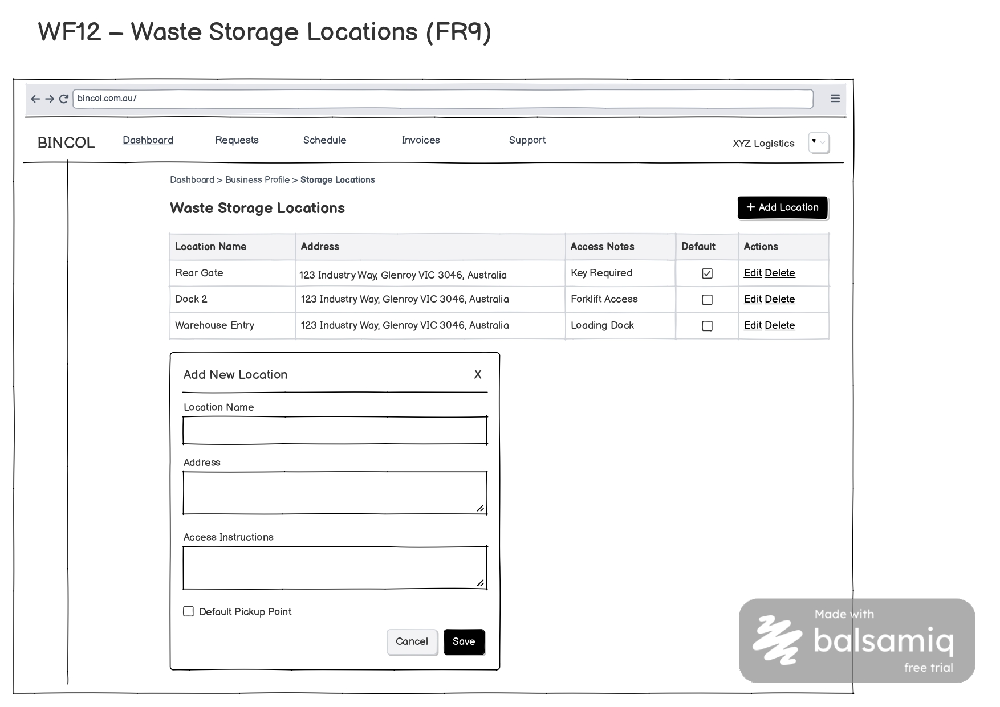 WF12 – Waste Storage Locations (FR9)
bincol.com.au/
BINCOL Dashboard Requests Schedule Invoices Support XYZ Logistics
Dashboard > Business Profile > Storage Locations
Waste Storage Locations
+ Add Location
Location Name Address Access Notes Default Actions
Rear Gate 123 Industry Way, Glenroy VIC 3046, Australia Key Required Edit Delete
Dock 2 123 Industry Way, Glenroy VIC 3046, Australia Forklift Access Edit Delete
Warehouse Entry 123 Industry Way, Glenroy VIC 3046, Australia Loading Dock Edit Delete
Add New Location X
Location Name
Address
Access Instructions
Default Pickup Point
Cancel Save
Made with
balsamiq
free trial